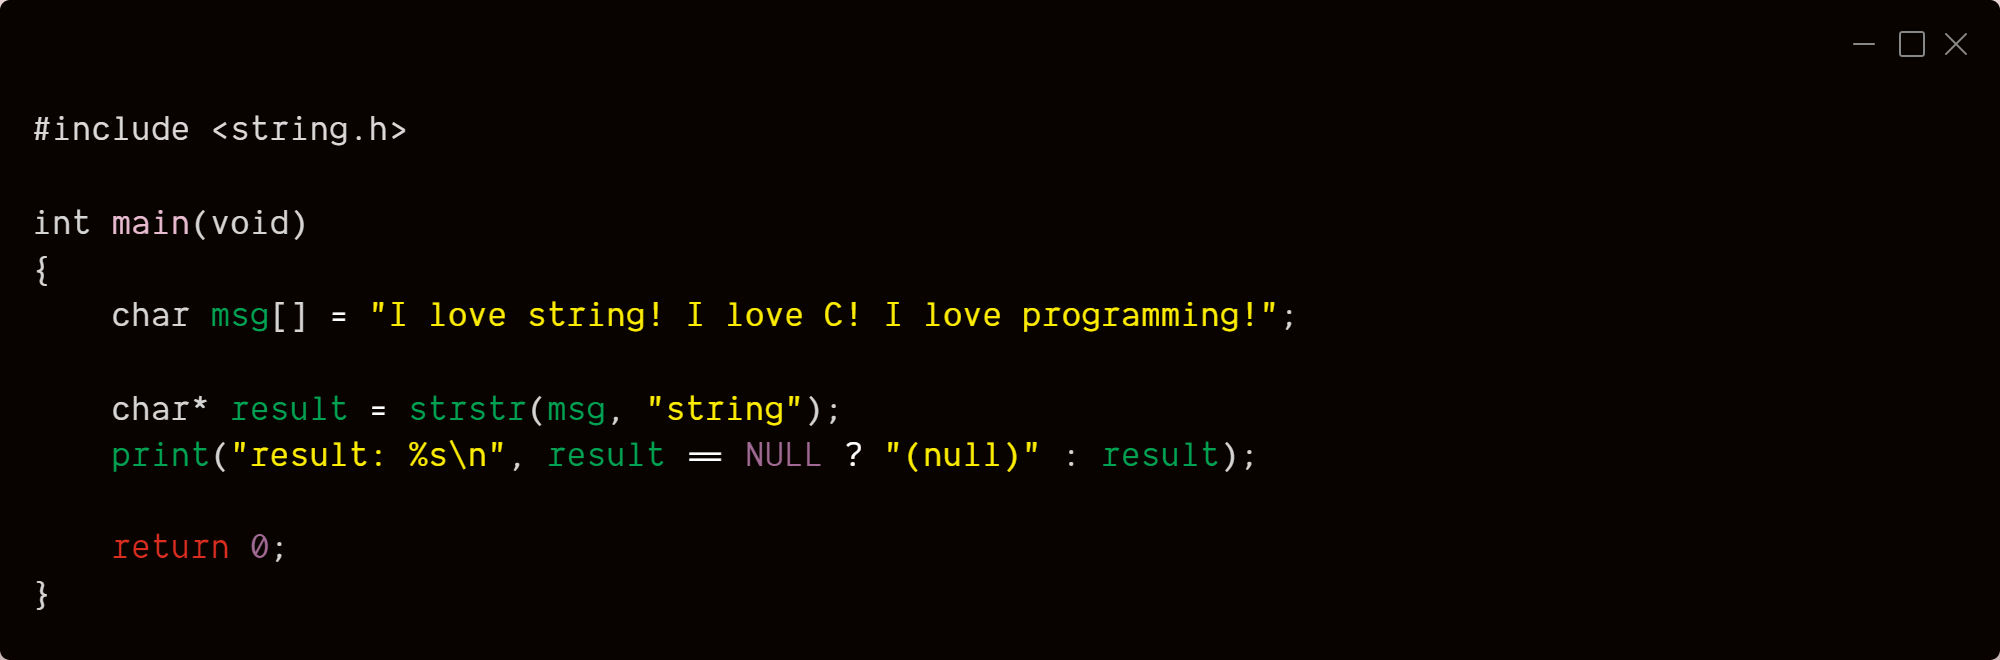 #include <string.h>
int main(void)
{
    char msg[] = "I love string! I love C! I love programming!";
    char* result = strstr(msg, "string");
    print("result: %s\n", result == NULL ? "(null)" : result);
    return 0;
}